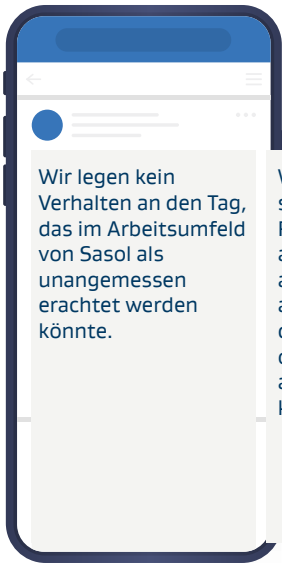 Wir legen kein
Verhalten an den Tag,
das im Arbeitsumfeld
von Sasol als
unangemessen
erachtet werden
könnte.